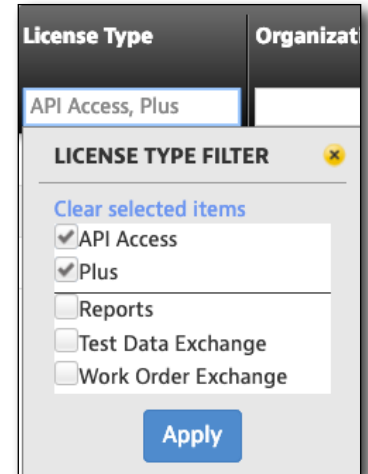 License Type
Organizat
API Access, Plus
LICENSE TYPE FILTER
Clear selected items
API Access
Plus
Reports
Test Data Exchange
Work Order Exchange
Apply